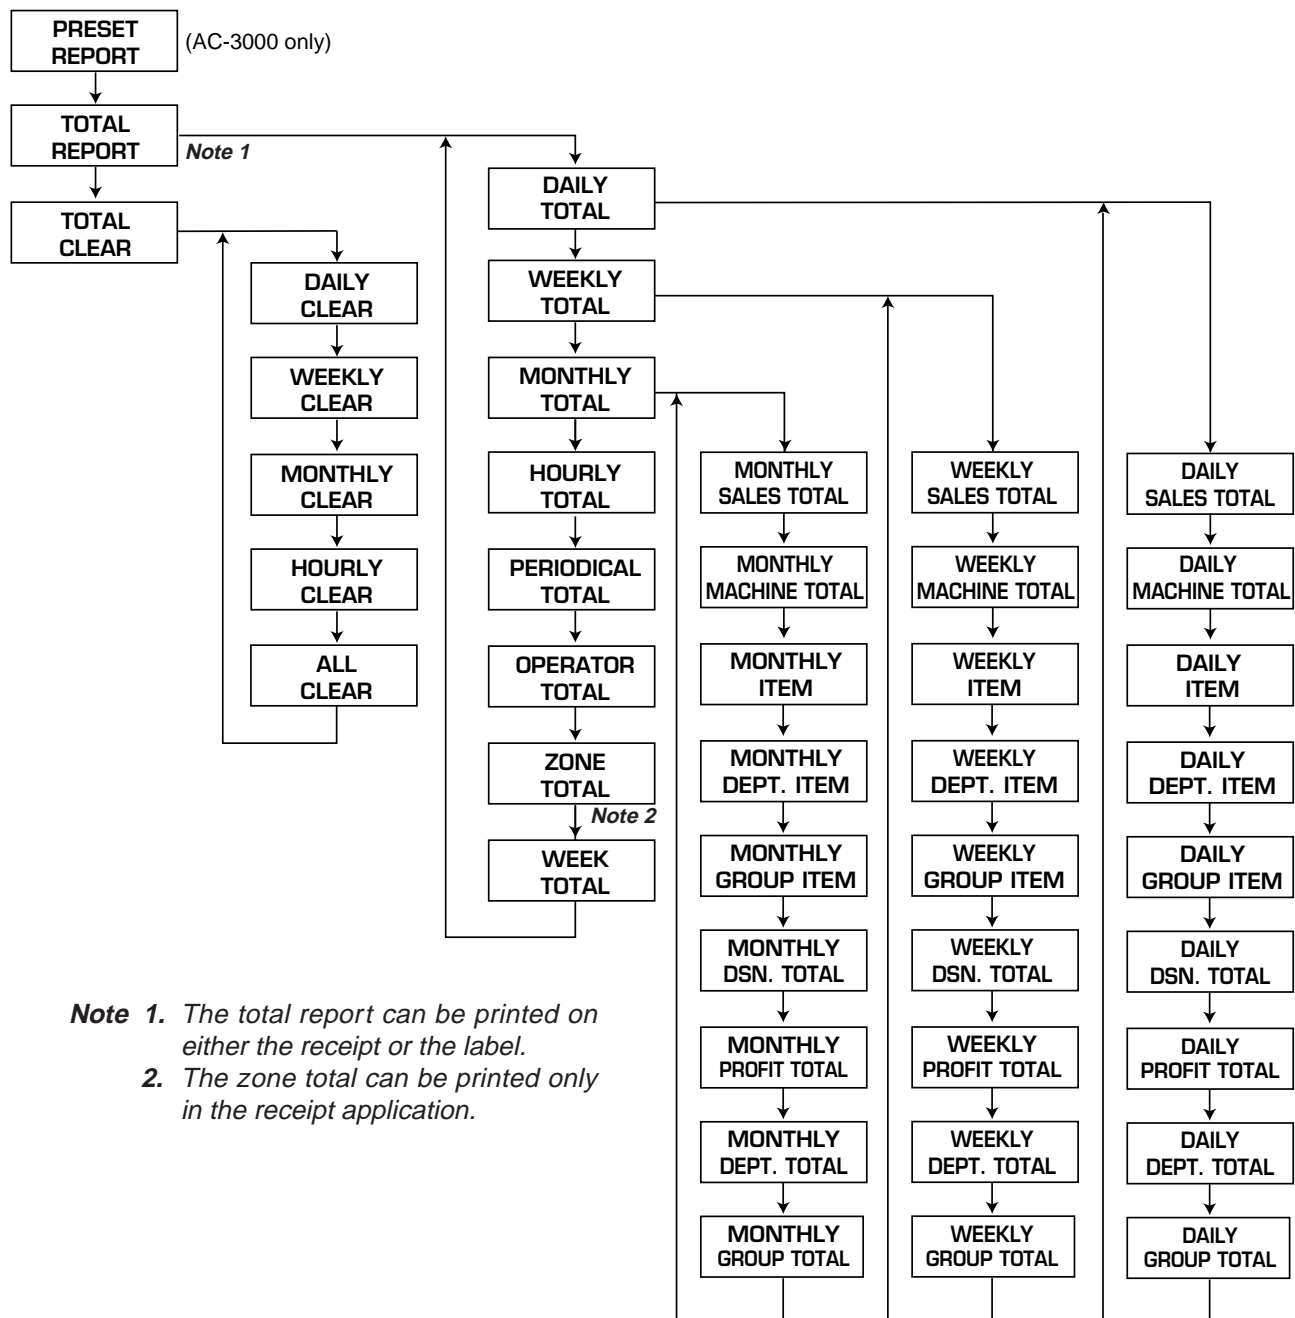 PRESET
REPORT
(AC-3000 only)
TOTAL
REPORT
Note 1
TOTAL
CLEAR
DAILY
CLEAR
WEEKLY
CLEAR
MONTHLY
CLEAR
HOURLY
CLEAR
ALL
CLEAR
DAILY
TOTAL
WEEKLY
TOTAL
MONTHLY
TOTAL
HOURLY
TOTAL
PERIODICAL
TOTAL
OPERATOR
TOTAL
ZONE
TOTAL
Note 2
WEEK
TOTAL
MONTHLY
SALES TOTAL
MONTHLY
MACHINE TOTAL
MONTHLY
ITEM
MONTHLY
DEPT. ITEM
MONTHLY
GROUP ITEM
MONTHLY
DSN. TOTAL
MONTHLY
PROFIT TOTAL
MONTHLY
DEPT. TOTAL
MONTHLY
GROUP TOTAL
WEEKLY
SALES TOTAL
WEEKLY
MACHINE TOTAL
WEEKLY
ITEM
WEEKLY
DEPT. ITEM
WEEKLY
GROUP ITEM
WEEKLY
DSN. TOTAL
WEEKLY
PROFIT TOTAL
WEEKLY
DEPT. TOTAL
WEEKLY
GROUP TOTAL
DAILY
SALES TOTAL
DAILY
MACHINE TOTAL
DAILY
ITEM
DAILY
DEPT. ITEM
DAILY
GROUP ITEM
DAILY
DSN. TOTAL
DAILY
PROFIT TOTAL
DAILY
DEPT. TOTAL
DAILY
GROUP TOTAL
Note 1. The total report can be printed on
either the receipt or the label.
2. The zone total can be printed only
in the receipt application.